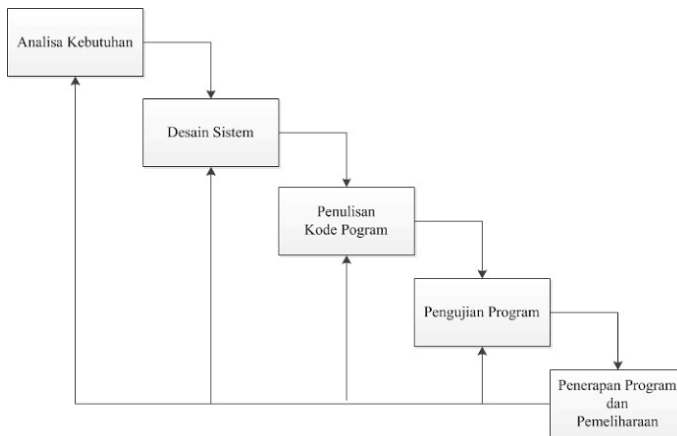 Analisa Kebutuhan
Desain Sistem
Penulisan
Kode Pogram
Pengujian Program
Penerapan Program
dan
Pemeliharaan